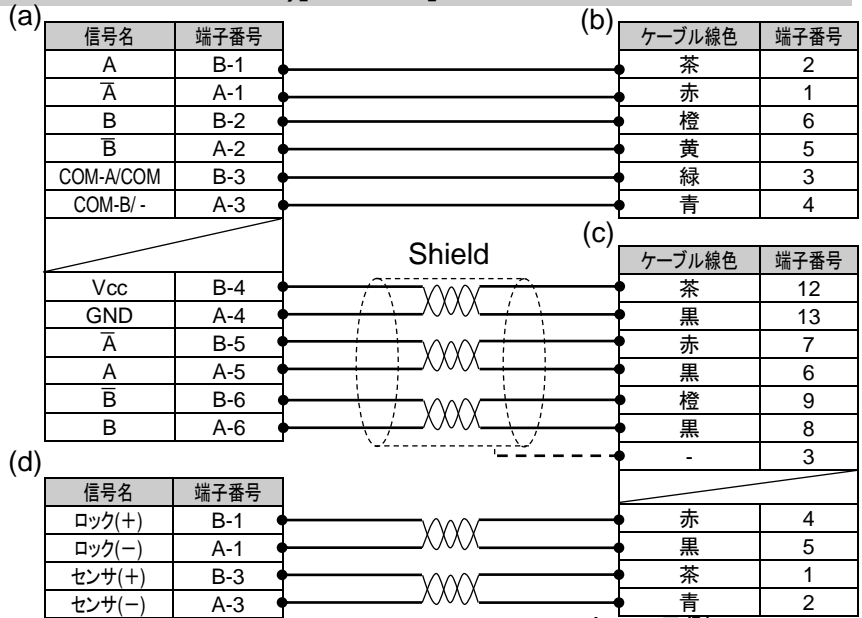 (a)
信号名 端子番号
A B-1
A̅ A-1
B B-2
B̅ A-2
COM-A/COM B-3
COM-B/ - A-3
Vcc B-4
GND A-4
A̅ B-5
A A-5
B̅ B-6
B A-6
(b)
ケーブル線色 端子番号
茶 2
赤 1
橙 6
黄 5
緑 3
青 4
Shield
(c)
ケーブル線色 端子番号
茶 12
黒 13
赤 7
黒 6
橙 9
黒 8
- 3
赤 4
黒 5
茶 1
青 2
(d)
信号名 端子番号
ロック(+) B-1
ロック(−) A-1
センサ(+) B-3
センサ(−) A-3